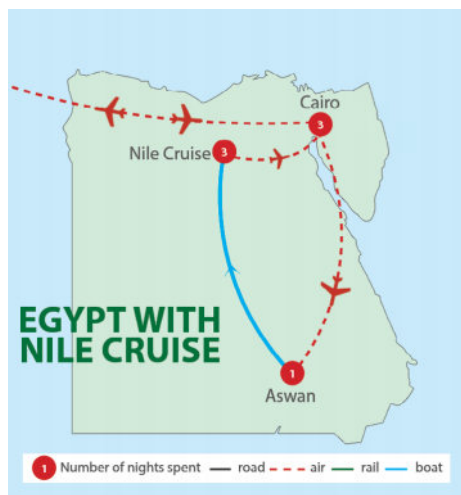 Cairo
3
Nile Cruise 3
EGYPT WITH
NILE CRUISE
1
Aswan
1 Number of nights spent road air rail boat